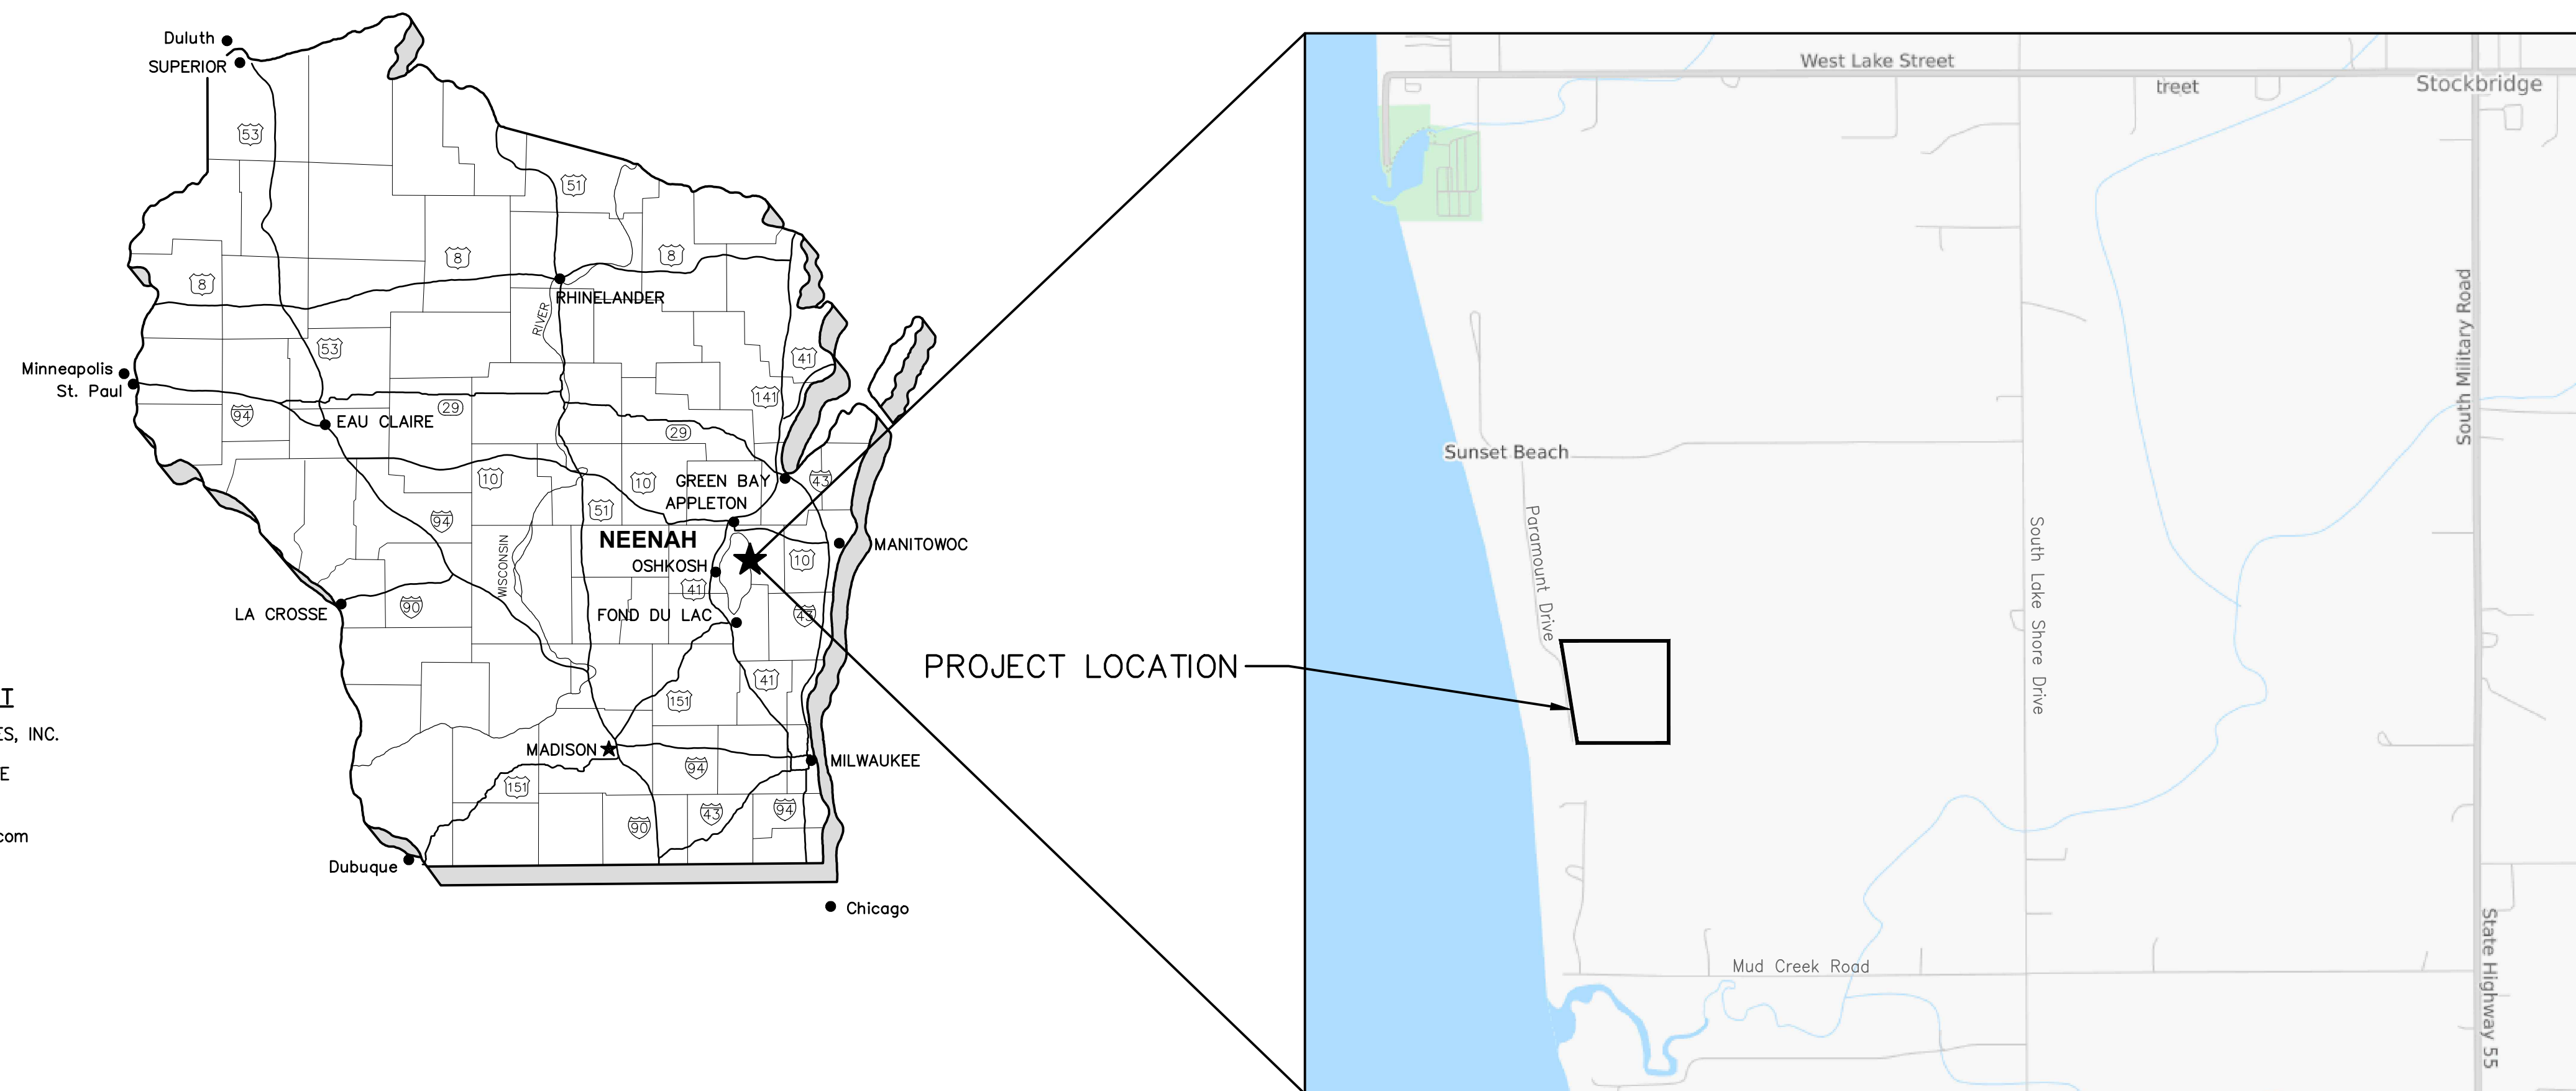 Duluth
SUPERIOR
53
51
8
8
8
RHINELANDER
RIVER
53
41
Minneapolis
St. Paul
141
94
29
EAU CLAIRE
29
10
10
GREEN BAY
43
APPLETON
51
94
NEENAH
MANITOWOC
WISCONSIN
OSHKOSH
10
41
90
LA CROSSE
FOND DU LAC
43
41
151
MADISON
MILWAUKEE
94
151
94
43
90
Dubuque
Chicago
T
ES, INC.
E
com
PROJECT LOCATION
West Lake Street
treet
Stockbridge
South Military Road
Sunset Beach
Paramount Drive
South Lake Shore Drive
Mud Creek Road
State Highway 55